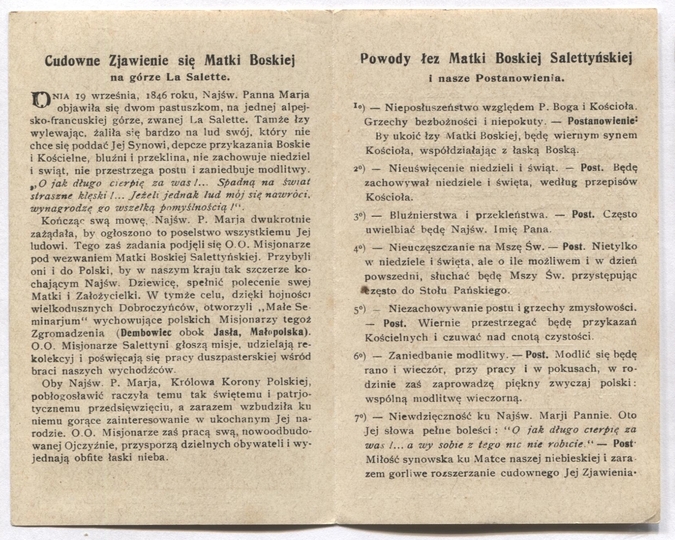 Cudowne Zjawienie się Matki Boskiej
na górze La Salette.
DNIA 19 września, 1846 roku, Najśw. Panna Marja
objawiła się dwom pastuszkom, na jednej alpej-
sko-francuskiej górze, zwanej La Salette. Tamże łzy
wylewając, żaliła się bardzo na lud swój, który nie
chce się poddać Jej Synowi, depcze przykazania Boskie
i Kościelne, bluźni i przeklina, nie zachowuje niedziel
i świąt, nie przestrzega postu i zaniedbuje modlitwy.
„O jak długo cierpię za was!... Spadną na świat
straszne klęski!... Jeżeli jednak lud mój się nawróci,
wynagrodzę go wszelką pomyślnością!".
Kończąc swą mowę, Najśw. P. Marja dwukrotnie
zażądała, by ogłoszono to poselstwo wszystkiemu Jej
ludowi. Tego zaś zadania podjęli się O.O. Misjonarze
pod wezwaniem Matki Boskiej Salettyńskiej. Przybyli
oni i do Polski, by w naszym kraju tak szczerze ko-
chającym Najśw. Dziewicę, spełnić polecenie swej
Matki i Założycielki. W tymże celu, dzięki hojności
wielkodusznych Dobroczyńców, otworzyli „Małe Se-
minarjum" wychowujące polskich Misjonarzy tegoż
Zgromadzenia (Dembowiec obok Jasła, Małopolska).
O.O. Misjonarze Salettyni głoszą misje, udzielają re-
kolekcyj i poświęcają się pracy duszpasterskiej wśród
braci naszych wychodźców.
Oby Najśw. P. Marja, Królowa Korony Polskiej,
pobłogosławić raczyła temu tak świętemu i patrjo-
tycznemu przedsięwzięciu, a zarazem wzbudziła ku
niemu gorące zainteresowanie w ukochanym Jej na-
rodzie. O.O. Misjonarze zaś pracą swą, nowoodbudo-
wanej Ojczyźnie, przysporzą dzielnych obywateli i wy-
jednają obfite łaski nieba.
Powody łez Matki Boskiej Salettyńskiej
i nasze Postanowienia.
1º) — Nieposłuszeństwo względem P. Boga i Kościoła.
Grzechy bezbożności i niepokuty. — Postanowienie:
By ukoić łzy Matki Boskiej, będę wiernym synem
Kościoła, współdziałając z łaską Boską.
2º) — Nieuświęcenie niedzieli i świąt. — Post. Będę
zachowywał niedziele i święta, według przepisów
Kościoła.
3º) — Bluźnierstwa i przekleństwa. — Post. Często
uwielbiać będę Najśw. Imię Pana.
4º) — Nieuczęszczanie na Mszę Św. — Post. Nietylko
w niedziele i święta, ale o ile możliwem i w dzień
powszedni, słuchać będę Mszy Św. przystępując
często do Stołu Pańskiego.
5º) — Niezachowywanie postu i grzechy zmysłowości.
— Post. Wiernie przestrzegać będę przykazań
Kościelnych i czuwać nad cnotą czystości.
6º) — Zaniedbanie modlitwy. — Post. Modlić się będę
rano i wieczór, przy pracy i w pokusach, w ro-
dzinie zaś zaprowadzę piękny zwyczaj polski:
wspólną modlitwę wieczorną.
7º) — Niewdzięczność ku Najśw. Marji Pannie. Oto
Jej słowa pełne boleści: "O jak długo cierpię za
was!... a wy sobie z tego nic nie robicie." — Post
Miłość synowska ku Matce naszej niebieskiej i zara-
zem gorliwe rozszerzanie cudownego Jej Zjawienia.